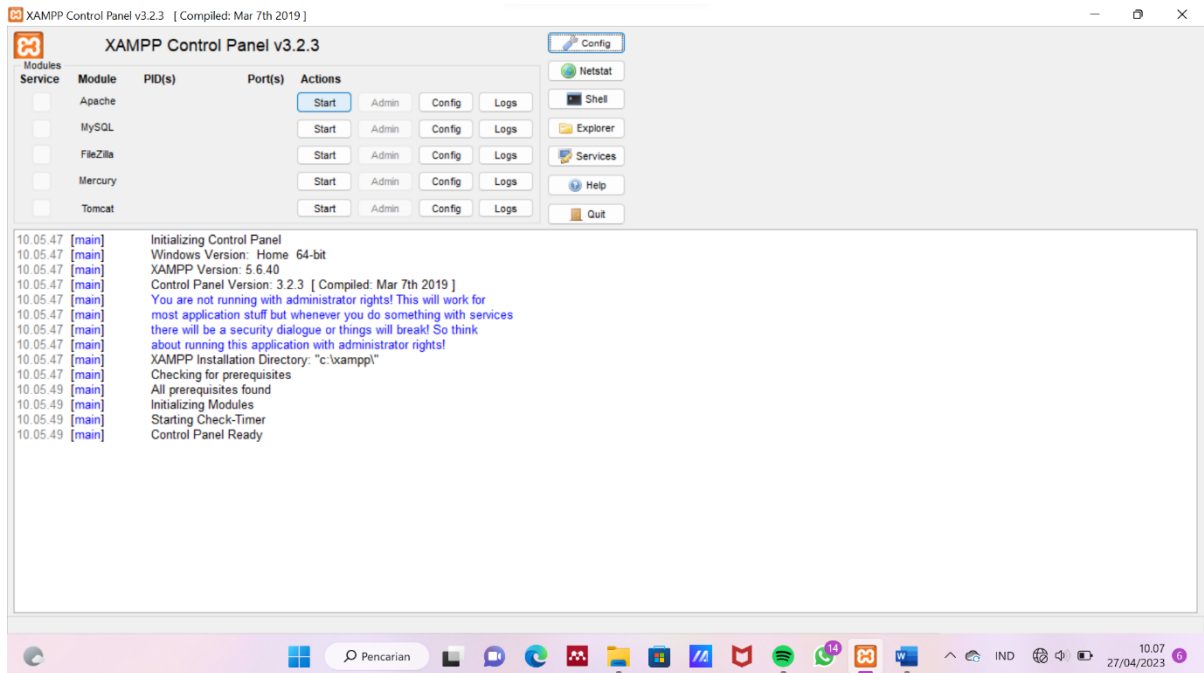 XAMPP Control Panel v3.2.3 [ Compiled: Mar 7th 2019 ]
XAMPP Control Panel v3.2.3
Config
Modules
Service Module PID(s) Port(s) Actions
Netstat
Apache Start Admin Config Logs
Shell
MySQL Start Admin Config Logs
Explorer
FileZilla Start Admin Config Logs
Services
Mercury Start Admin Config Logs
Help
Tomcat Start Admin Config Logs
Quit
10.05.47 [main] Initializing Control Panel
10.05.47 [main] Windows Version: Home 64-bit
10.05.47 [main] XAMPP Version: 5.6.40
10.05.47 [main] Control Panel Version: 3.2.3 [ Compiled: Mar 7th 2019 ]
10.05.47 [main] You are not running with administrator rights! This will work for
10.05.47 [main] most application stuff but whenever you do something with services
10.05.47 [main] there will be a security dialogue or things will break! So think
10.05.47 [main] about running this application with administrator rights!
10.05.47 [main] XAMPP Installation Directory: "c:\xampp\"
10.05.47 [main] Checking for prerequisites
10.05.49 [main] All prerequisites found
10.05.49 [main] Initializing Modules
10.05.49 [main] Starting Check-Timer
10.05.49 [main] Control Panel Ready
Pencarian
14
IND
10.07
27/04/2023
6